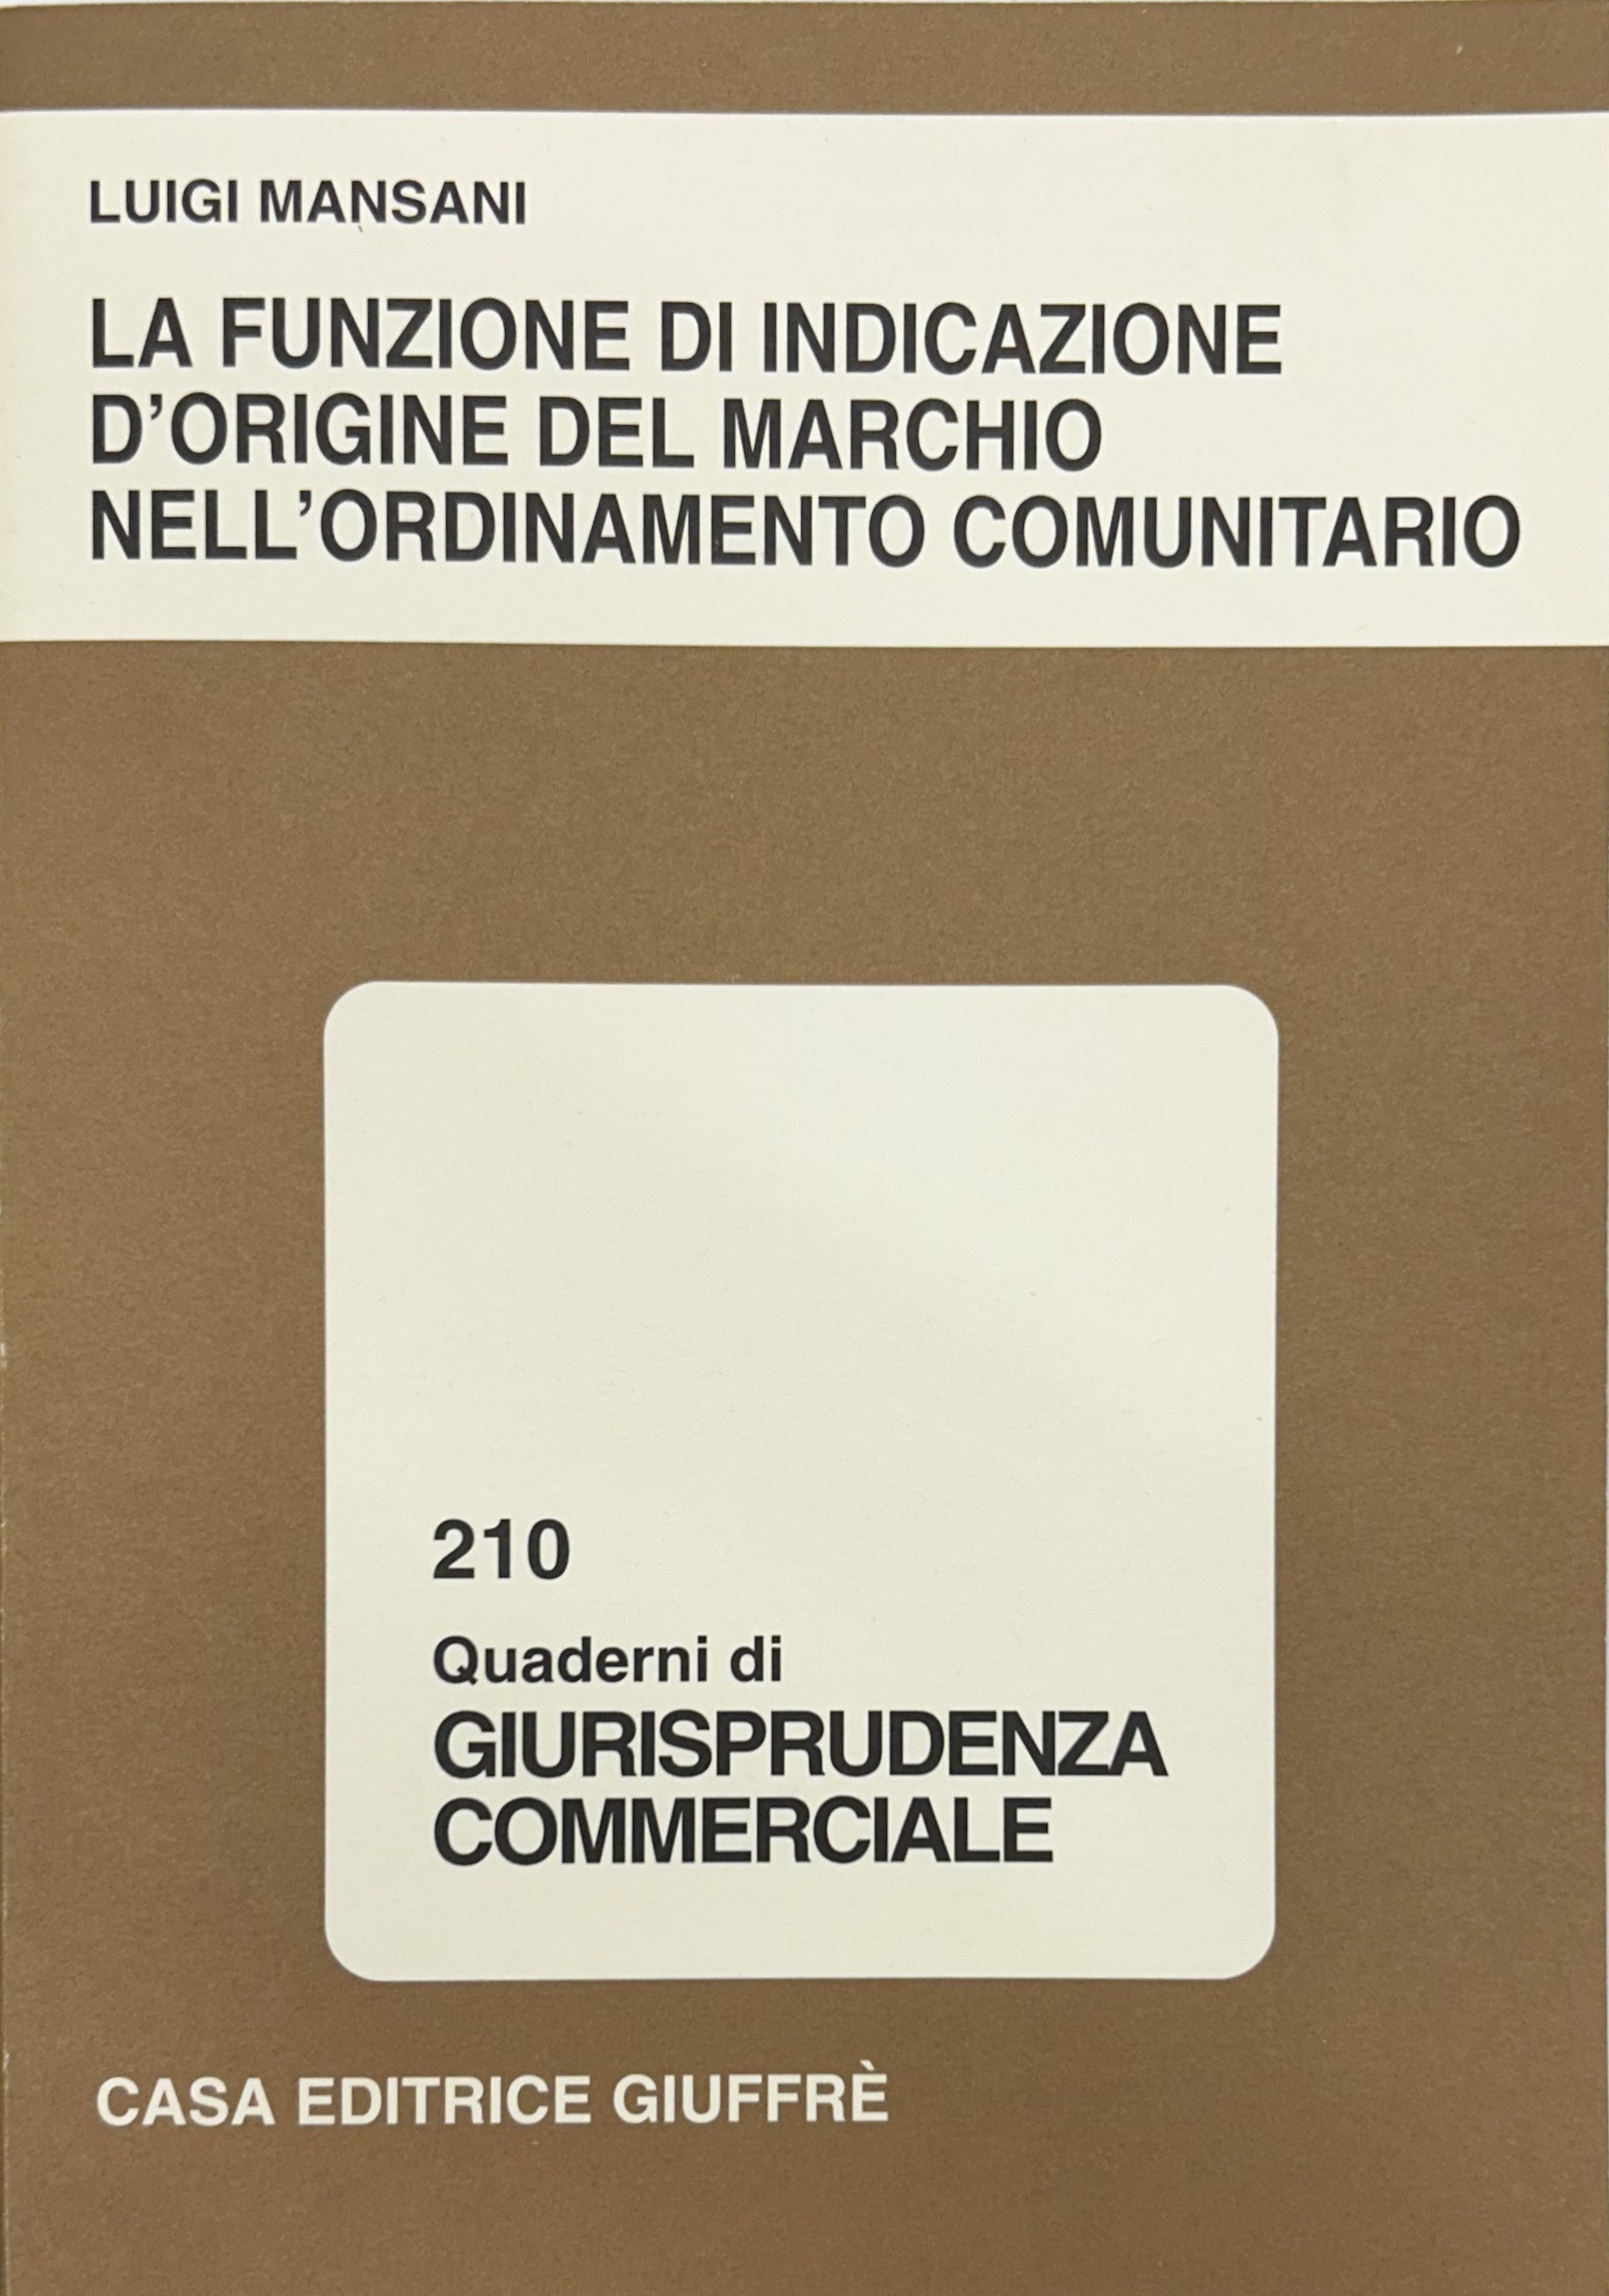 LUIGI MANSANI
LA FUNZIONE DI INDICAZIONE
D’ORIGINE DEL MARCHIO
NELL’ORDINAMENTO COMUNITARIO
210
Quaderni di
GIURISPRUDENZA
COMMERCIALE
CASA EDITRICE GIUFFRÈ